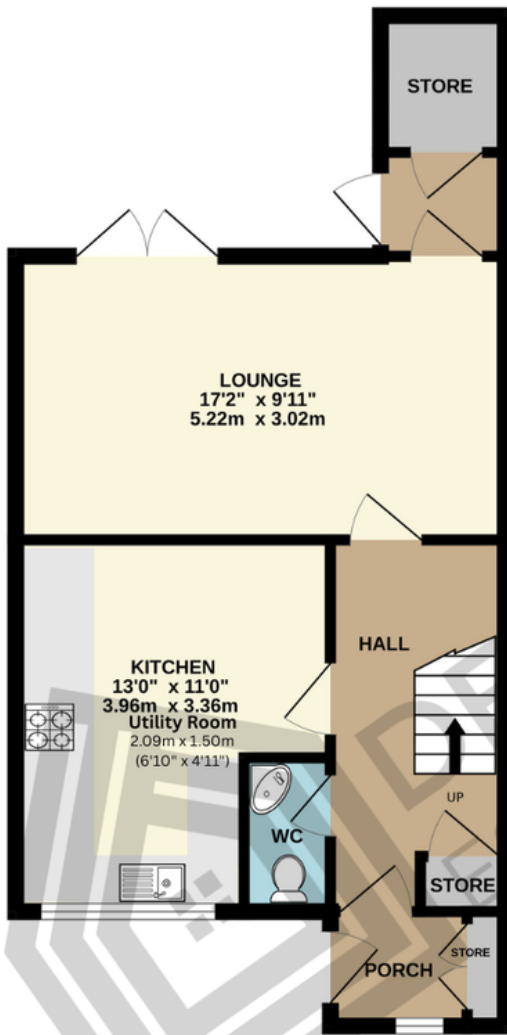 STORE
LOUNGE
17'2" x 9'11"
5.22m x 3.02m
HALL
KITCHEN
13'0" x 11'0"
3.96m x 3.36m
Utility Room
2.09m x 1.50m
(6'10" x 4'11")
UP
WC
STORE
STORE
PORCH